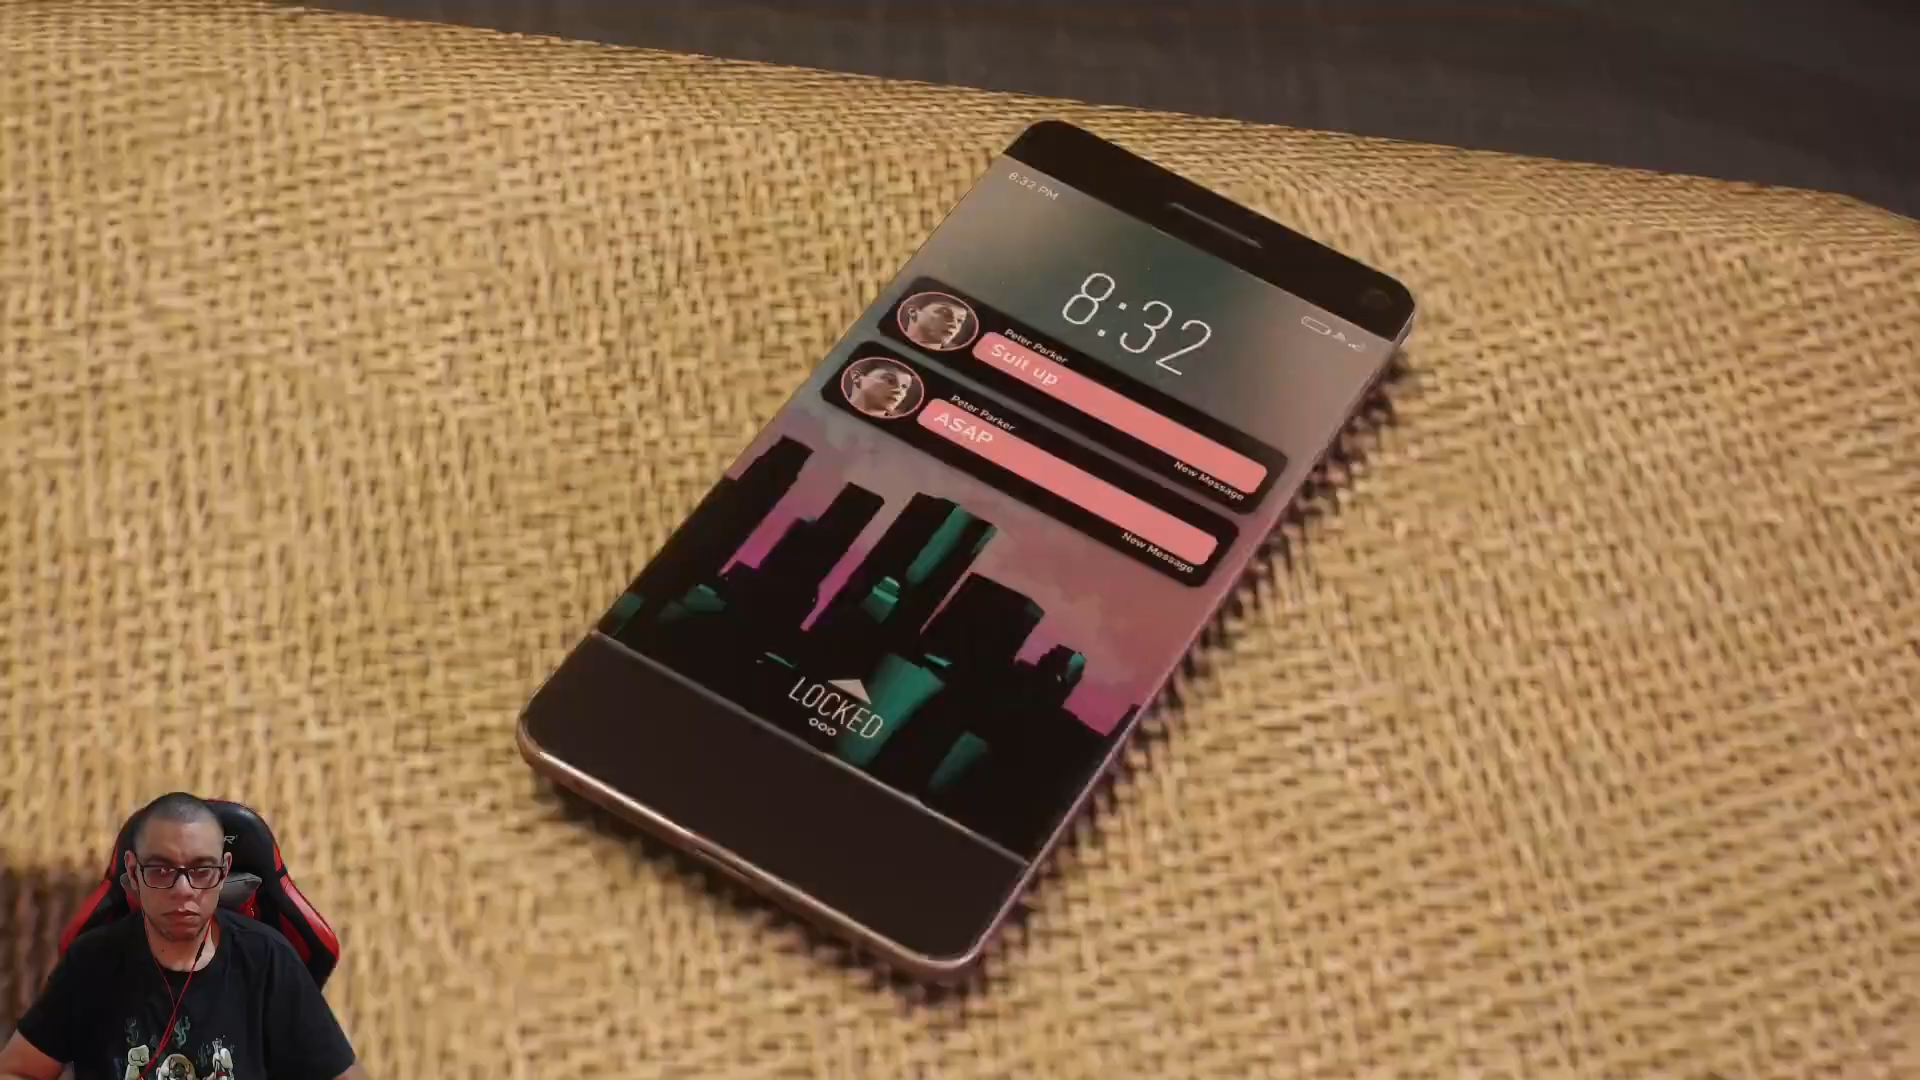 8:32 PM
8:32
Peter Parker
Suit up
New Message
Peter Parker
ASAP
New Message
LOCKED